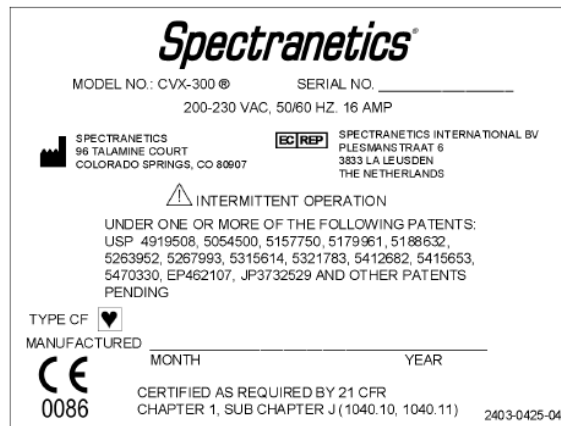 Spectranetics®
MODEL NO.: CVX-300 ® SERIAL NO. ________________
200-230 VAC, 50/60 HZ. 16 AMP
SPECTRANETICS
96 TALAMINE COURT
COLORADO SPRINGS, CO 80907
EC REP
SPECTRANETICS INTERNATIONAL BV
PLESMANSTRAAT 6
3833 LA LEUSDEN
THE NETHERLANDS
! INTERMITTENT OPERATION
UNDER ONE OR MORE OF THE FOLLOWING PATENTS:
USP 4919508, 5054500, 5157750, 5179961, 5188632,
5263952, 5267993, 5315614, 5321783, 5412682, 5415653,
5470330, EP462107, JP3732529 AND OTHER PATENTS
PENDING
TYPE CF
MANUFACTURED ________________________________
MONTH YEAR
CE
0086
CERTIFIED AS REQUIRED BY 21 CFR
CHAPTER 1, SUB CHAPTER J (1040.10, 1040.11)
2403-0425-04